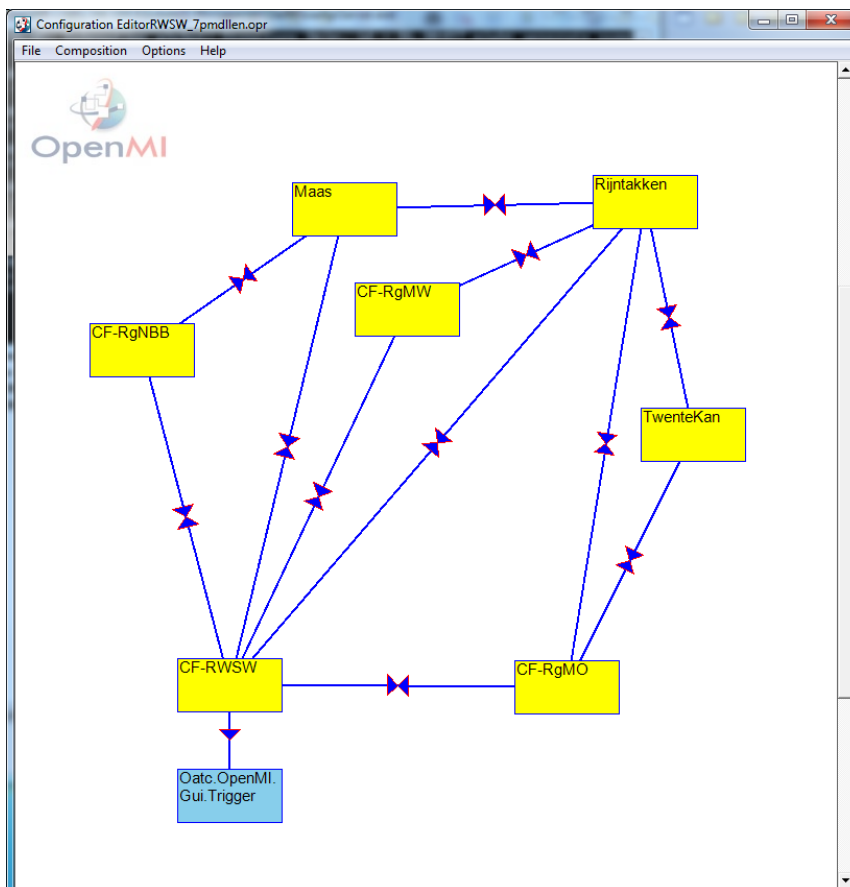 Configuration EditorRWSW_7pmdllen.opr
File Composition Options Help
OpenMI
Maas
Rijntakken
CF-RgMW
CF-RgNBB
TwenteKan
CF-RWSW
CF-RgMO
Oatc.OpenMI.
Gui.Trigger